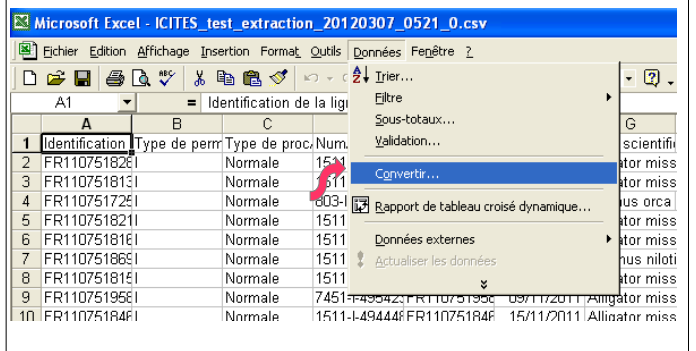 Microsoft Excel - ICITES_test_extraction_20120307_0521_0.csv
Fichier Edition Affichage Insertion Format Outils Données Fenêtre ?
A1 = Identification de la lig
Trier...
Filtre
Sous-totaux...
Validation...
Convertir...
Rapport de tableau croisé dynamique...
Données externes
Actualiser les données
A B C G
1 Identification Type de perm Type de proc Num scientifi
2 FR110751828 I Normale 1511 ator miss
3 FR110751813 I Normale 1511 ator miss
4 FR110751725 I Normale 803-I nus orca
5 FR110751821 I Normale 1511 ator miss
6 FR110751816 I Normale 1511 ator miss
7 FR110751869 I Normale 1511 nus niloti
8 FR110751815 I Normale 1511 ator miss
9 FR110751958 I Normale 7451-I-495423 FR110751958 09/11/2011 Alligator miss
10 FR110751846 I Normale 1511-I-494448 FR110751846 15/11/2011 Alligator miss